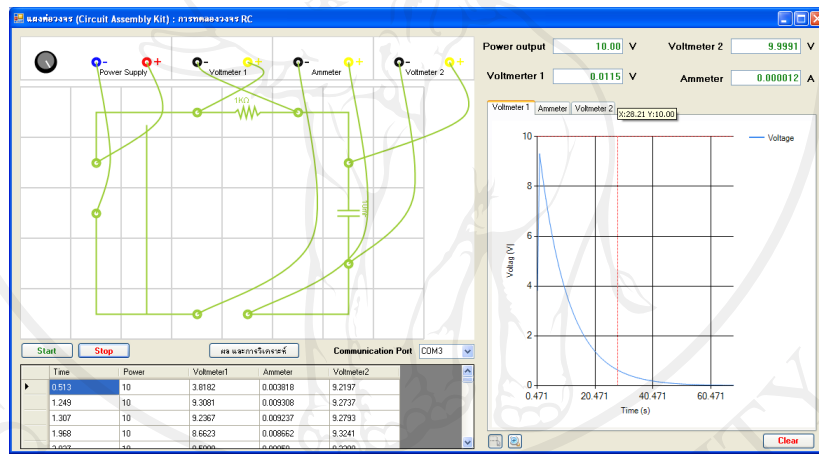 แผงต่อวงจร (Circuit Assembly Kit) : การทดลองวงจร RC
Power Supply
Voltmeter 1
Ammeter
Voltmeter 2
1KΩ
Power output 10.00 V
Voltmeter 2 9.9991 V
Voltmerter 1 0.0115 V
Ammeter 0.000012 A
Voltmeter 1 Ammeter Voltmeter 2
X:28.21 Y:10.00
Voltage
10
8
6
4
2
0
Voltag (V)
0.471 20.471 40.471 60.471
Time (s)
Start Stop ผล และการวิเคราะห์ Communication Port COM3
Time Power Voltmeter1 Ammeter Voltmeter2
0.513 10 3.8182 0.003818 9.2197
1.249 10 9.3081 0.009308 9.2737
1.307 10 9.2367 0.009237 9.2793
1.968 10 8.6623 0.008662 9.3241
Clear